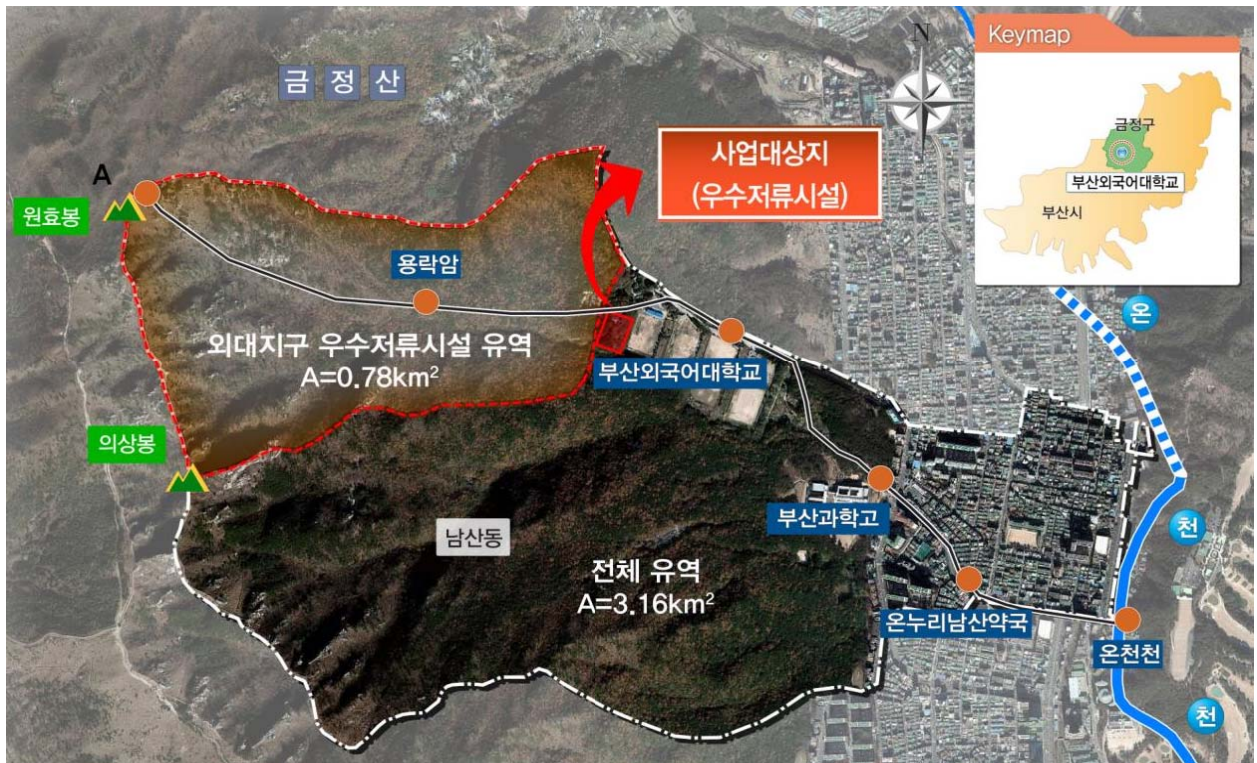 N
Keymap
금정구
부산외국어대학교
부산시
금 정 산
사업대상지
(우수저류시설)
A
원효봉
용락암
온
외대지구 우수저류시설 유역
A=0.78km²
부산외국어대학교
의상봉
부산과학고
천
남산동
전체 유역
A=3.16km²
온누리남산약국
온천천
천